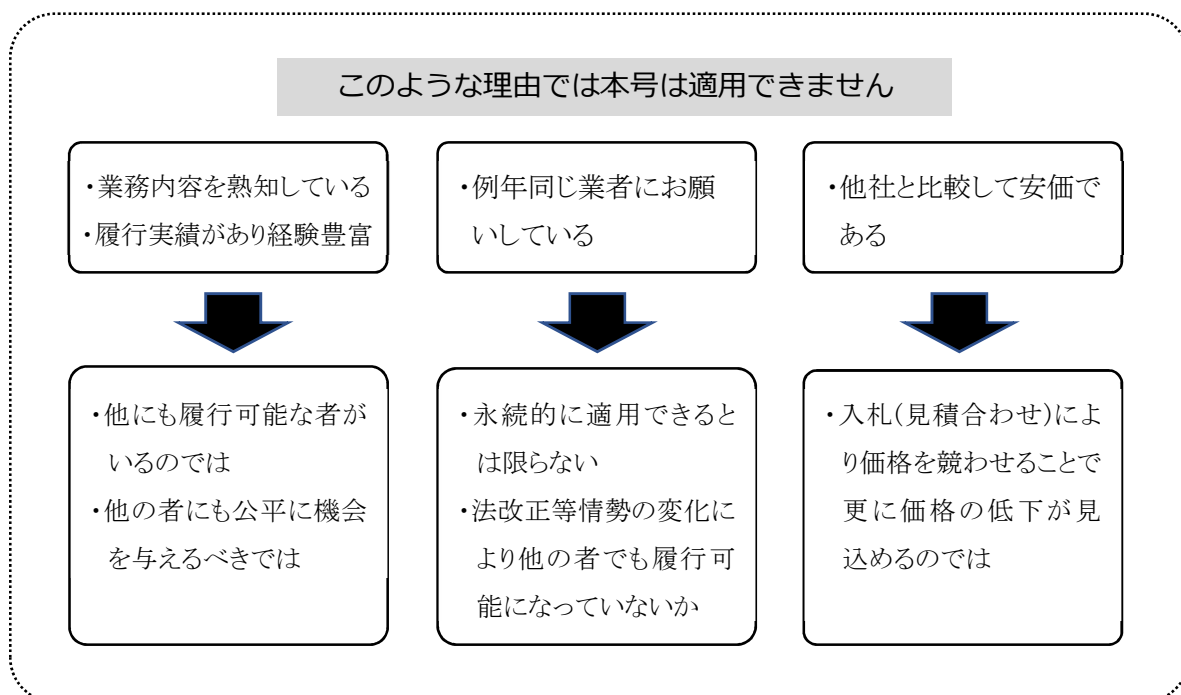 このような理由では本号は適用できません
・業務内容を熟知している
・履行実績があり経験豊富
・例年同じ業者にお願
いしている
・他社と比較して安価で
ある
・他にも履行可能な者が
いるのでは
・他の者にも公平に機会
を与えるべきでは
・永続的に適用できると
は限らない
・法改正等情勢の変化に
より他の者でも履行可
能になっていないか
・入札(見積合わせ)によ
り価格を競わせることで
更に価格の低下が見
込めるのでは